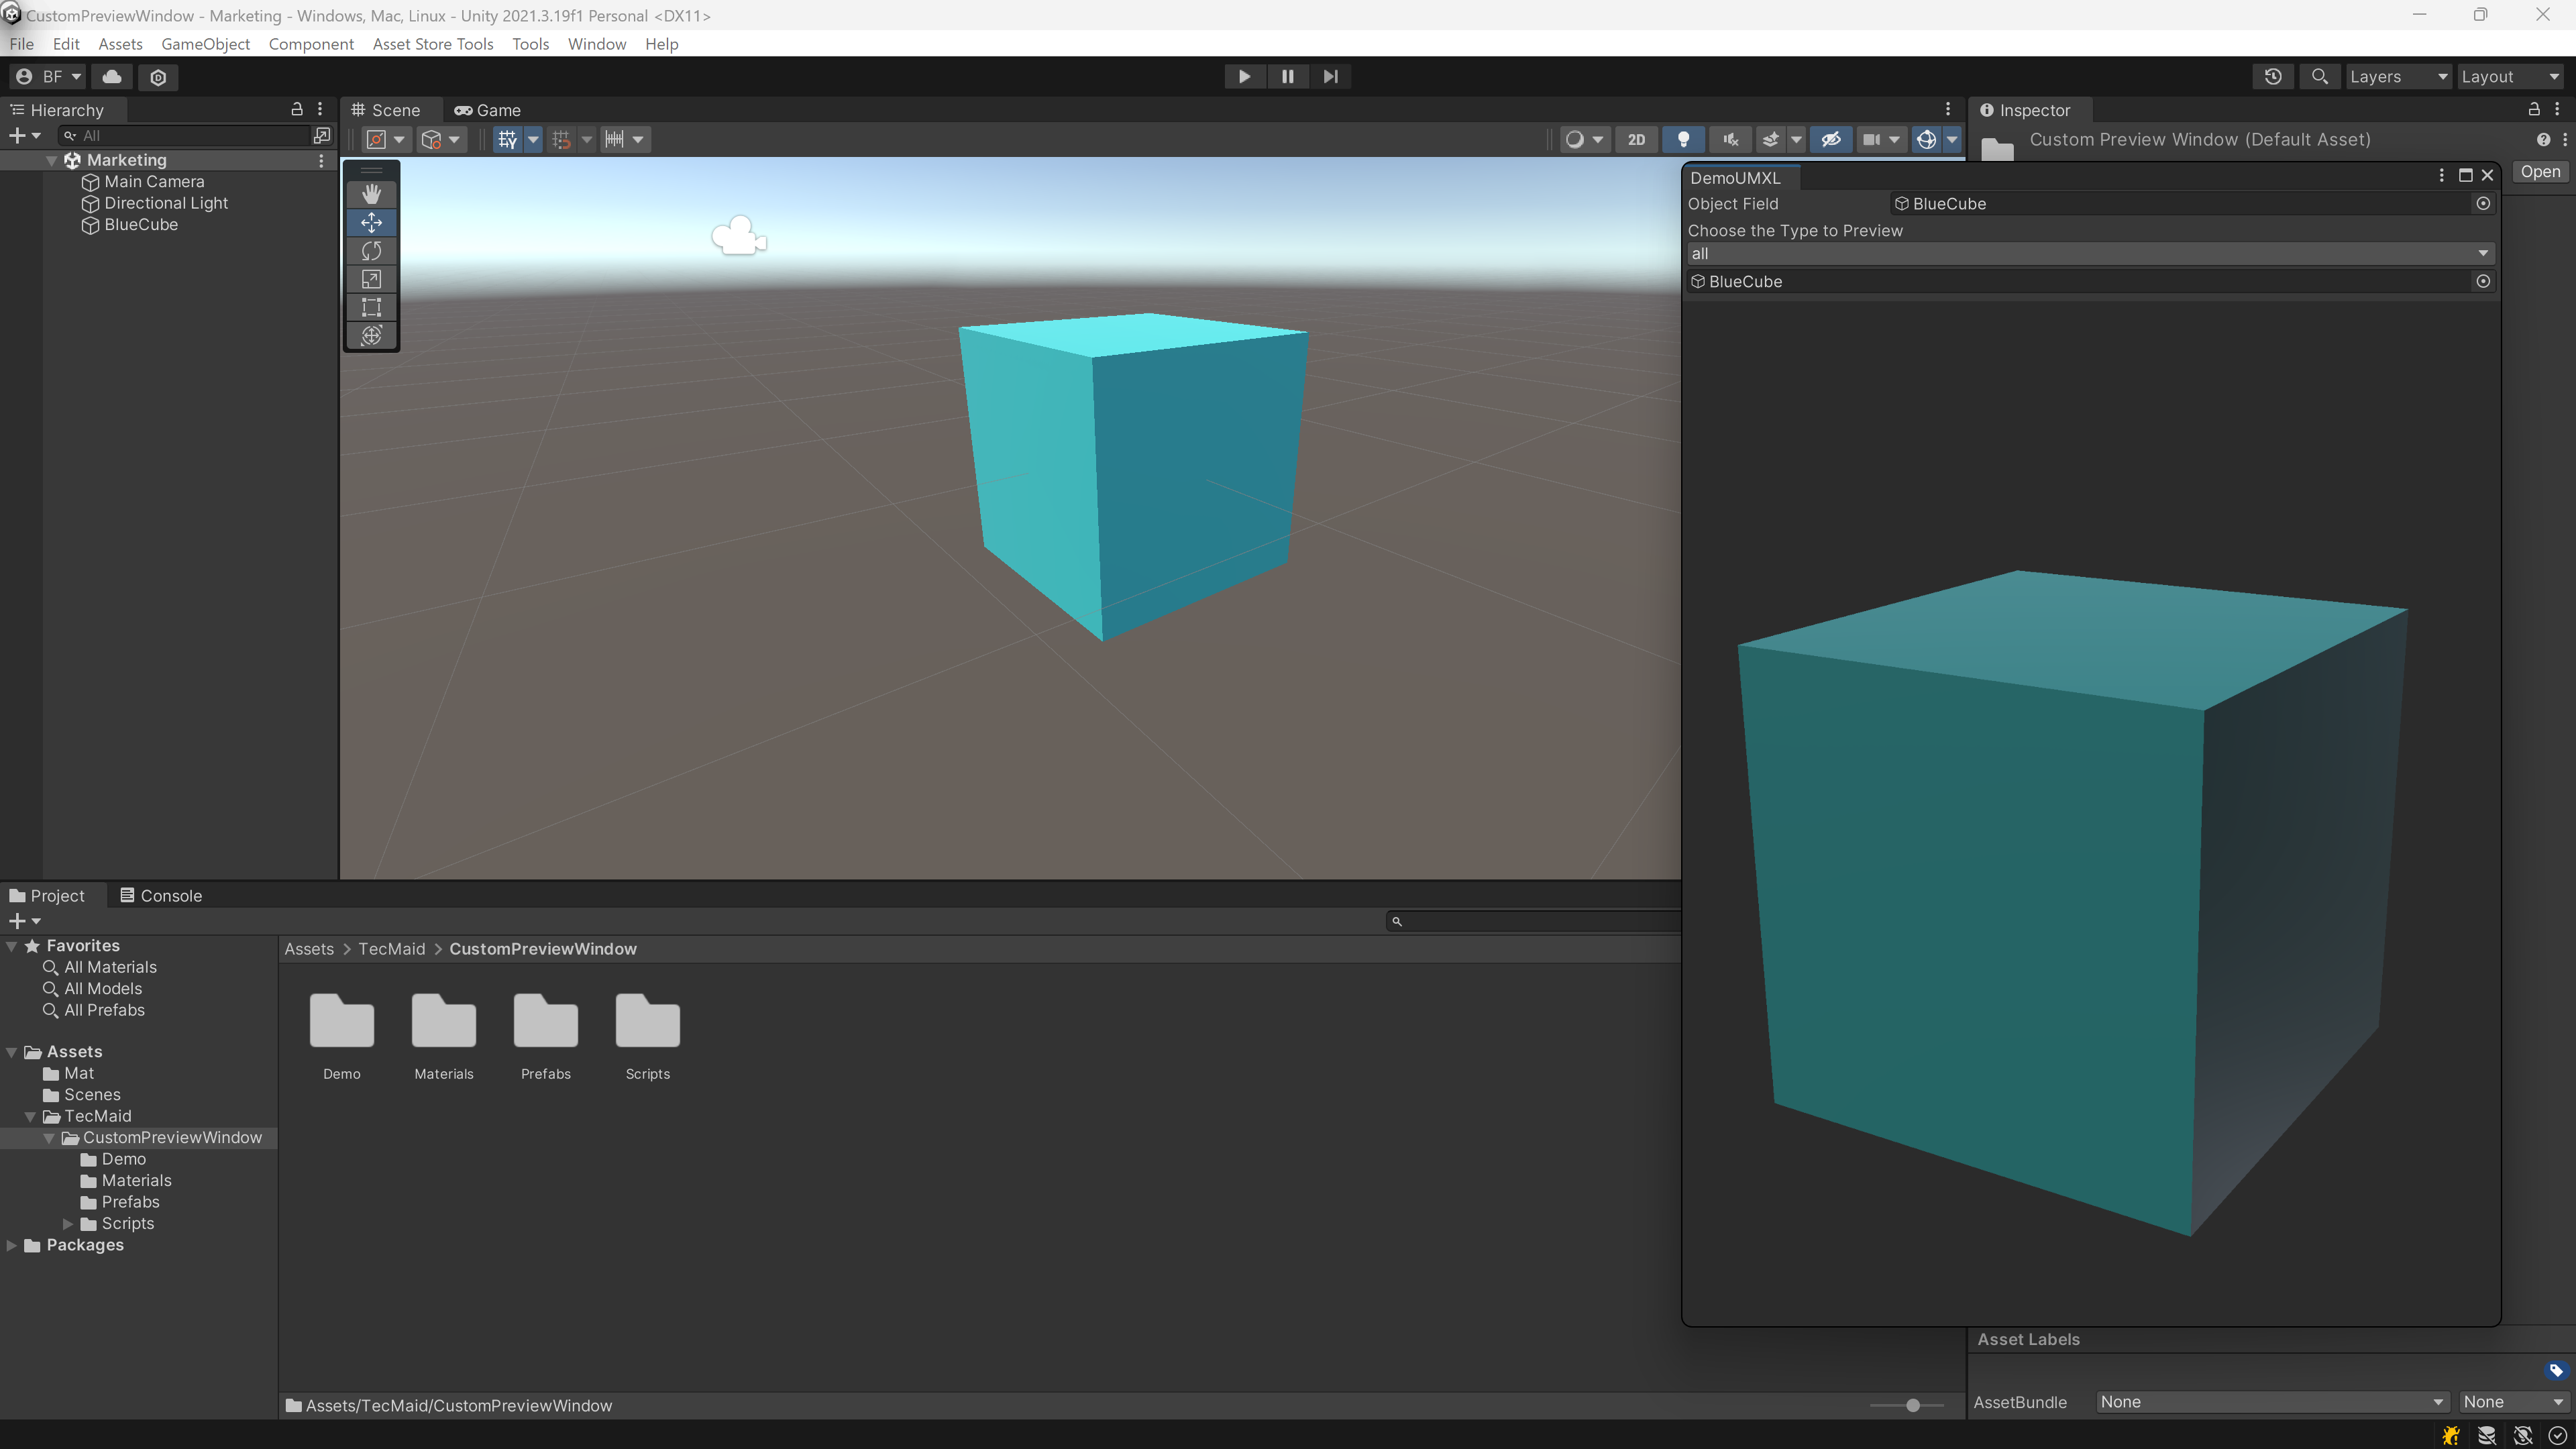 CustomPreviewWindow - Marketing - Windows, Mac, Linux - Unity 2021.3.19f1 Personal <DX11>
File Edit Assets GameObject Component Asset Store Tools Tools Window Help
BF Layers Layout
Hierarchy
All
Marketing
Main Camera
Directional Light
BlueCube
Scene Game
2D
Inspector
Custom Preview Window (Default Asset)
Open
DemoUMXL
Object Field BlueCube
Choose the Type to Preview
all
BlueCube
Project Console
Favorites
All Materials
All Models
All Prefabs
Assets
Mat
Scenes
TecMaid
CustomPreviewWindow
Demo
Materials
Prefabs
Scripts
Packages
Assets > TecMaid > CustomPreviewWindow
Demo Materials Prefabs Scripts
Assets/TecMaid/CustomPreviewWindow
Asset Labels
AssetBundle None None